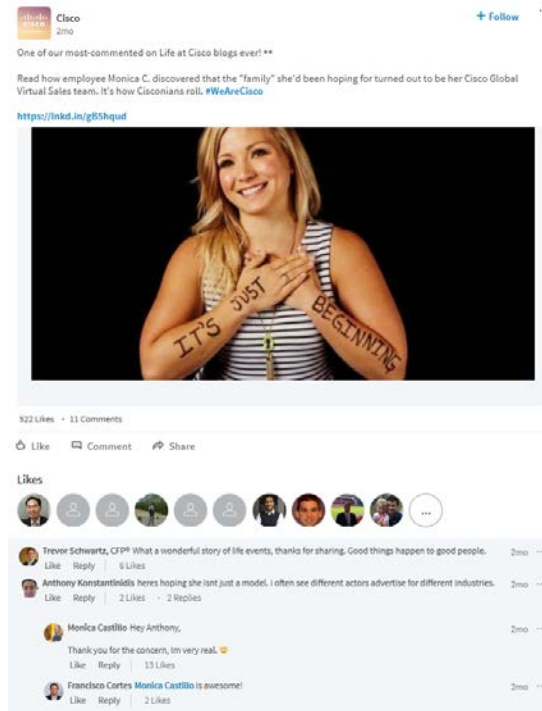 CISCO
Cisco
2mo
+ Follow
One of our most-commented on Life at Cisco blogs ever! **
Read how employee Monica C. discovered that the "family" she'd been hoping for turned out to be her Cisco Global
Virtual Sales team. It's how Cisconians roll. #WeAreCisco
https://lnkd.in/gB5hqud
IT'S JUST BEGINNING
522 Likes • 11 Comments
Like Comment Share
Likes
...
Trevor Schwartz, CFP® What a wonderful story of life events, thanks for sharing. Good things happen to good people. 2mo
Like Reply 6 Likes
Anthony Konstantinidis heres hoping she isnt just a model. i often see different actors advertise for different industries. 2mo
Like Reply 2 Likes • 2 Replies
Monica Castillo Hey Anthony, 2mo
Thank you for the concern, Im very real. 😀
Like Reply 13 Likes
Francisco Cortes Monica Castillo is awesome! 2mo
Like Reply 2 Likes